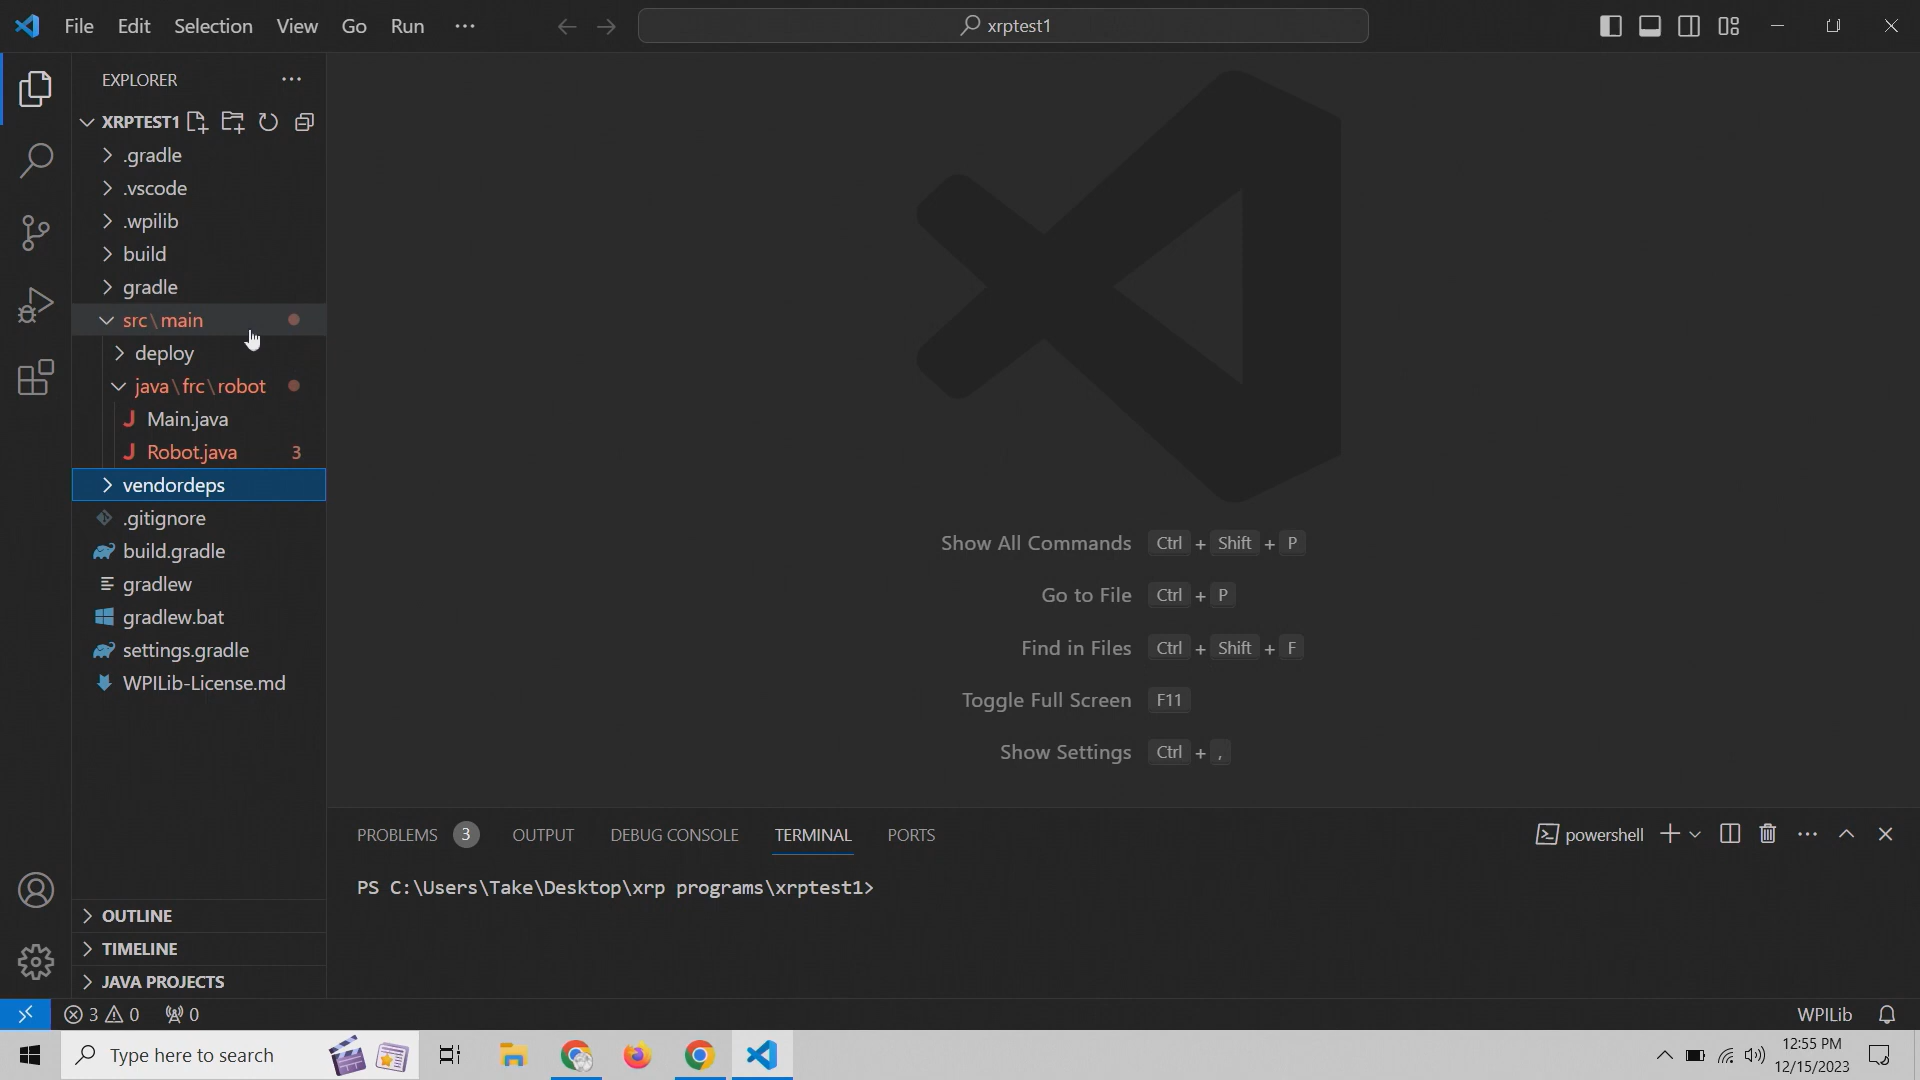 File Edit Selection View Go Run ···
xrptest1
EXPLORER
XRPTEST1
.gradle
.vscode
.wpilib
build
gradle
src\main
deploy
java\frc\robot
J Main.java
J Robot.java 3
vendordeps
.gitignore
build.gradle
gradlew
gradlew.bat
settings.gradle
WPILib-License.md
OUTLINE
TIMELINE
JAVA PROJECTS
Show All Commands Ctrl + Shift + P
Go to File Ctrl + P
Find in Files Ctrl + Shift + F
Toggle Full Screen F11
Show Settings Ctrl + ,
PROBLEMS 3 OUTPUT DEBUG CONSOLE TERMINAL PORTS
powershell
PS C:\Users\Take\Desktop\xrp programs\xrptest1>
3 0 0
WPILib
Type here to search
12:55 PM
12/15/2023